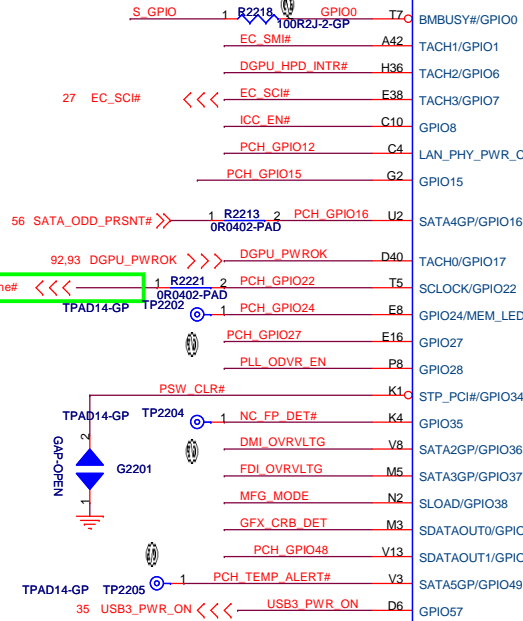 S_GPIO 1 R2218 GPIO0 T7 BMBUSY#/GPIO0
100R2J-2-GP
EC_SMI# A42 TACH1/GPIO1
DGPU_HPD_INTR# H36 TACH2/GPIO6
27 EC_SCI# EC_SCI# E38 TACH3/GPIO7
ICC_EN# C10 GPIO8
PCH_GPIO12 C4 LAN_PHY_PWR_C
PCH_GPIO15 G2 GPIO15
56 SATA_ODD_PRSNT# 1 R2213 2 PCH_GPIO16 U2 SATA4GP/GPIO16
0R0402-PAD
92,93 DGPU_PWROK DGPU_PWROK D40 TACH0/GPIO17
ne# 1 R2221 2 PCH_GPIO22 T5 SCLOCK/GPIO22
0R0402-PAD
TPAD14-GP TP2202 1 PCH_GPIO24 E8 GPIO24/MEM_LED
PCH_GPIO27 E16 GPIO27
PLL_ODVR_EN P8 GPIO28
PSW_CLR# K1 STP_PCI#/GPIO34
TPAD14-GP TP2204 1 NC_FP_DET# K4 GPIO35
2
DMI_OVRVLTG V8 SATA2GP/GPIO36
GAP-OPEN G2201 FDI_OVRVLTG M5 SATA3GP/GPIO37
1
MFG_MODE N2 SLOAD/GPIO38
GFX_CRB_DET M3 SDATAOUT0/GPIO
PCH_GPIO48 V13 SDATAOUT1/GPIO
TPAD14-GP TP2205 1 PCH_TEMP_ALERT# V3 SATA5GP/GPIO49
35 USB3_PWR_ON USB3_PWR_ON D6 GPIO57